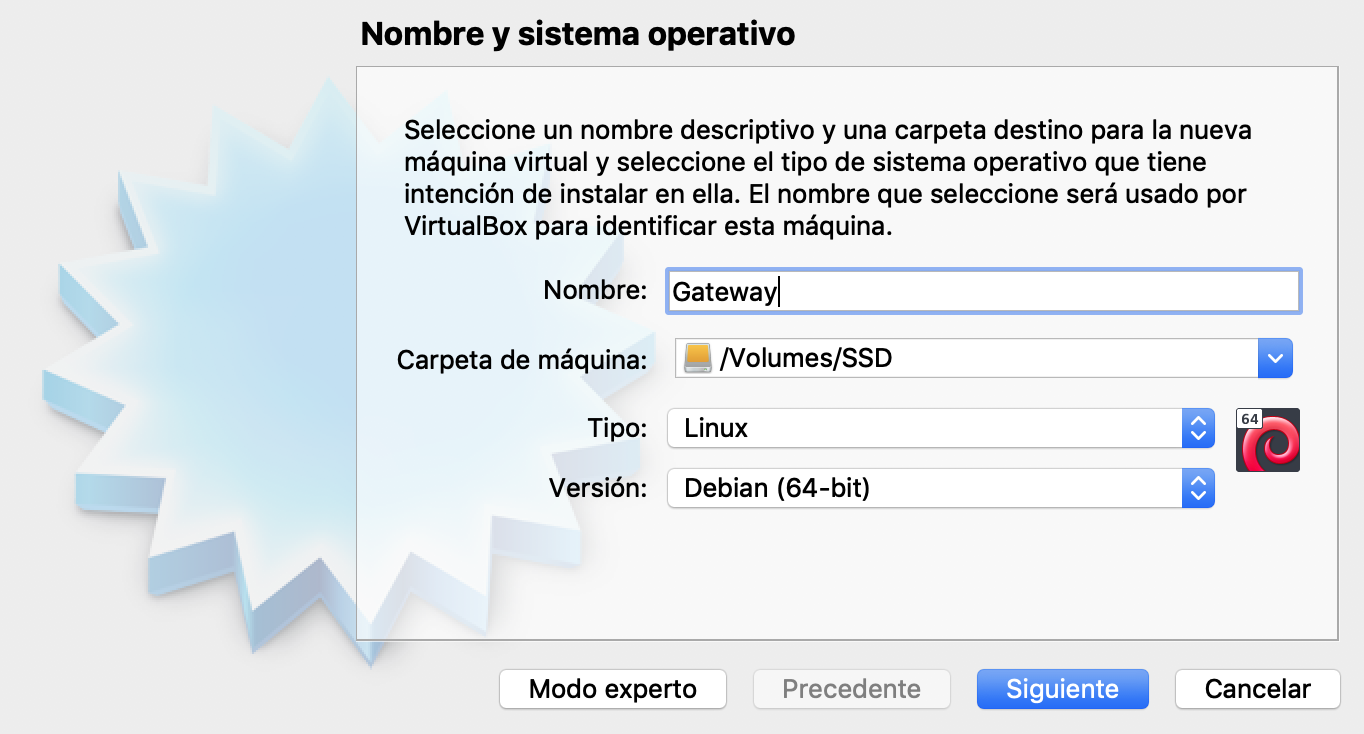 Nombre y sistema operativo
Seleccione un nombre descriptivo y una carpeta destino para la nueva
máquina virtual y seleccione el tipo de sistema operativo que tiene
intención de instalar en ella. El nombre que seleccione será usado por
VirtualBox para identificar esta máquina.
Nombre: Gateway
Carpeta de máquina: /Volumes/SSD
Tipo: Linux
64
Versión: Debian (64-bit)
Modo experto Precedente Siguiente Cancelar